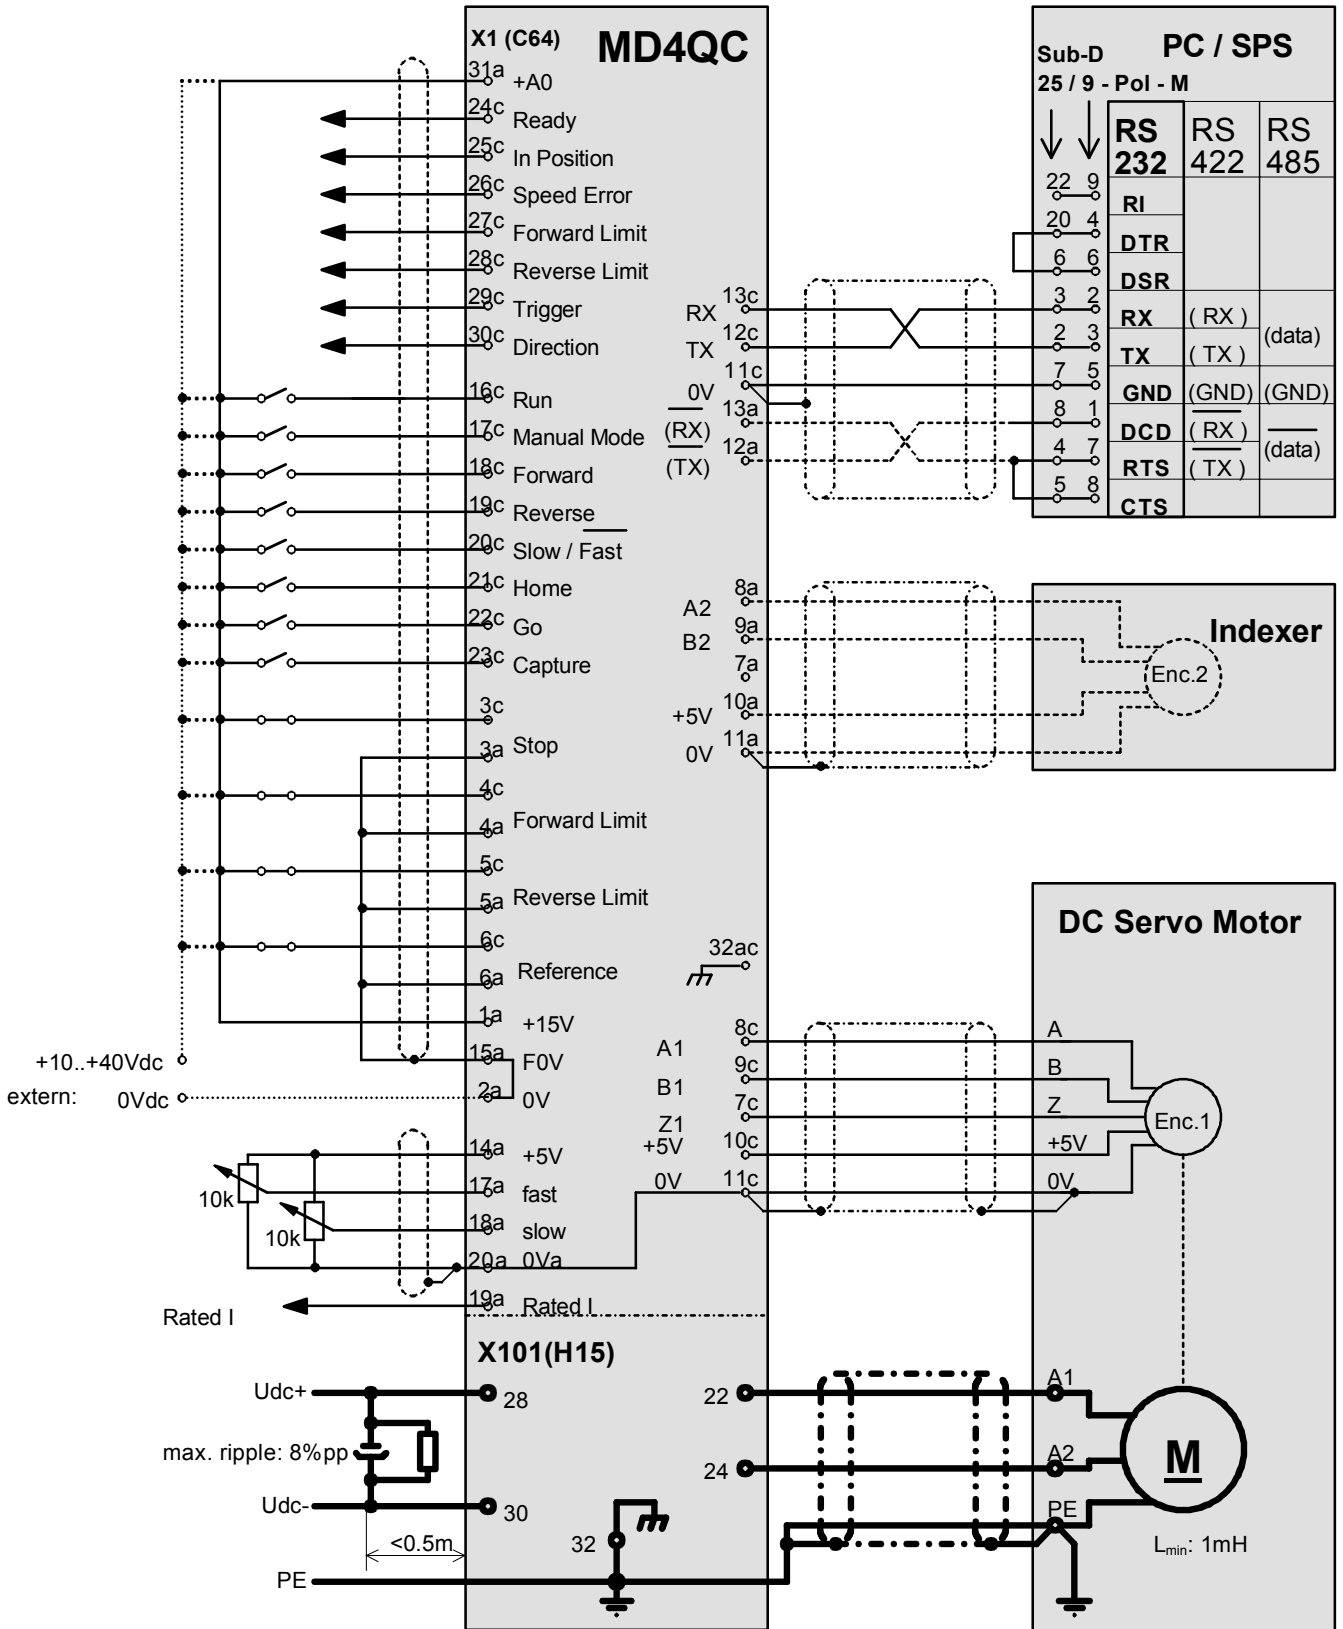 X1 (C64) MD4QC
31a +A0
24c Ready
25c In Position
26c Speed Error
27c Forward Limit
28c Reverse Limit
29c Trigger
30c Direction
16c Run
17c Manual Mode
18c Forward
19c Reverse
20c Slow / Fast
21c Home
22c Go
23c Capture
3c
3a Stop
4c
4a Forward Limit
5c
5a Reverse Limit
6c
6a Reference
1a +15V
15a F0V
2a 0V
+10..+40Vdc
extern: 0Vdc
14a +5V
17a fast
18a slow
20a 0Va
19a Rated I
10k
10k
Rated I
RX 13c
TX 12c
0V 11c
(RX) 13a
(TX) 12a
A2 8a
B2 9a
7a
+5V 10a
0V 11a
32ac
A1 8c
B1 9c
Z1 7c
+5V 10c
0V 11c
PC / SPS
Sub-D
25 / 9 - Pol - M
RS 232 RS 422 RS 485
22 9 RI
20 4 DTR
6 6 DSR
3 2 RX ( RX ) (data)
2 3 TX ( TX )
7 5 GND (GND) (GND)
8 1 DCD ( RX ) (data)
4 7 RTS ( TX )
5 8 CTS
Indexer
Enc.2
DC Servo Motor
A
B
Z
+5V
0V
Enc.1
X101(H15)
Udc+ 28 22 A1
max. ripple: 8%pp
24 A2
M
Udc- 30
PE
<0.5m 32
Lmin: 1mH
PE